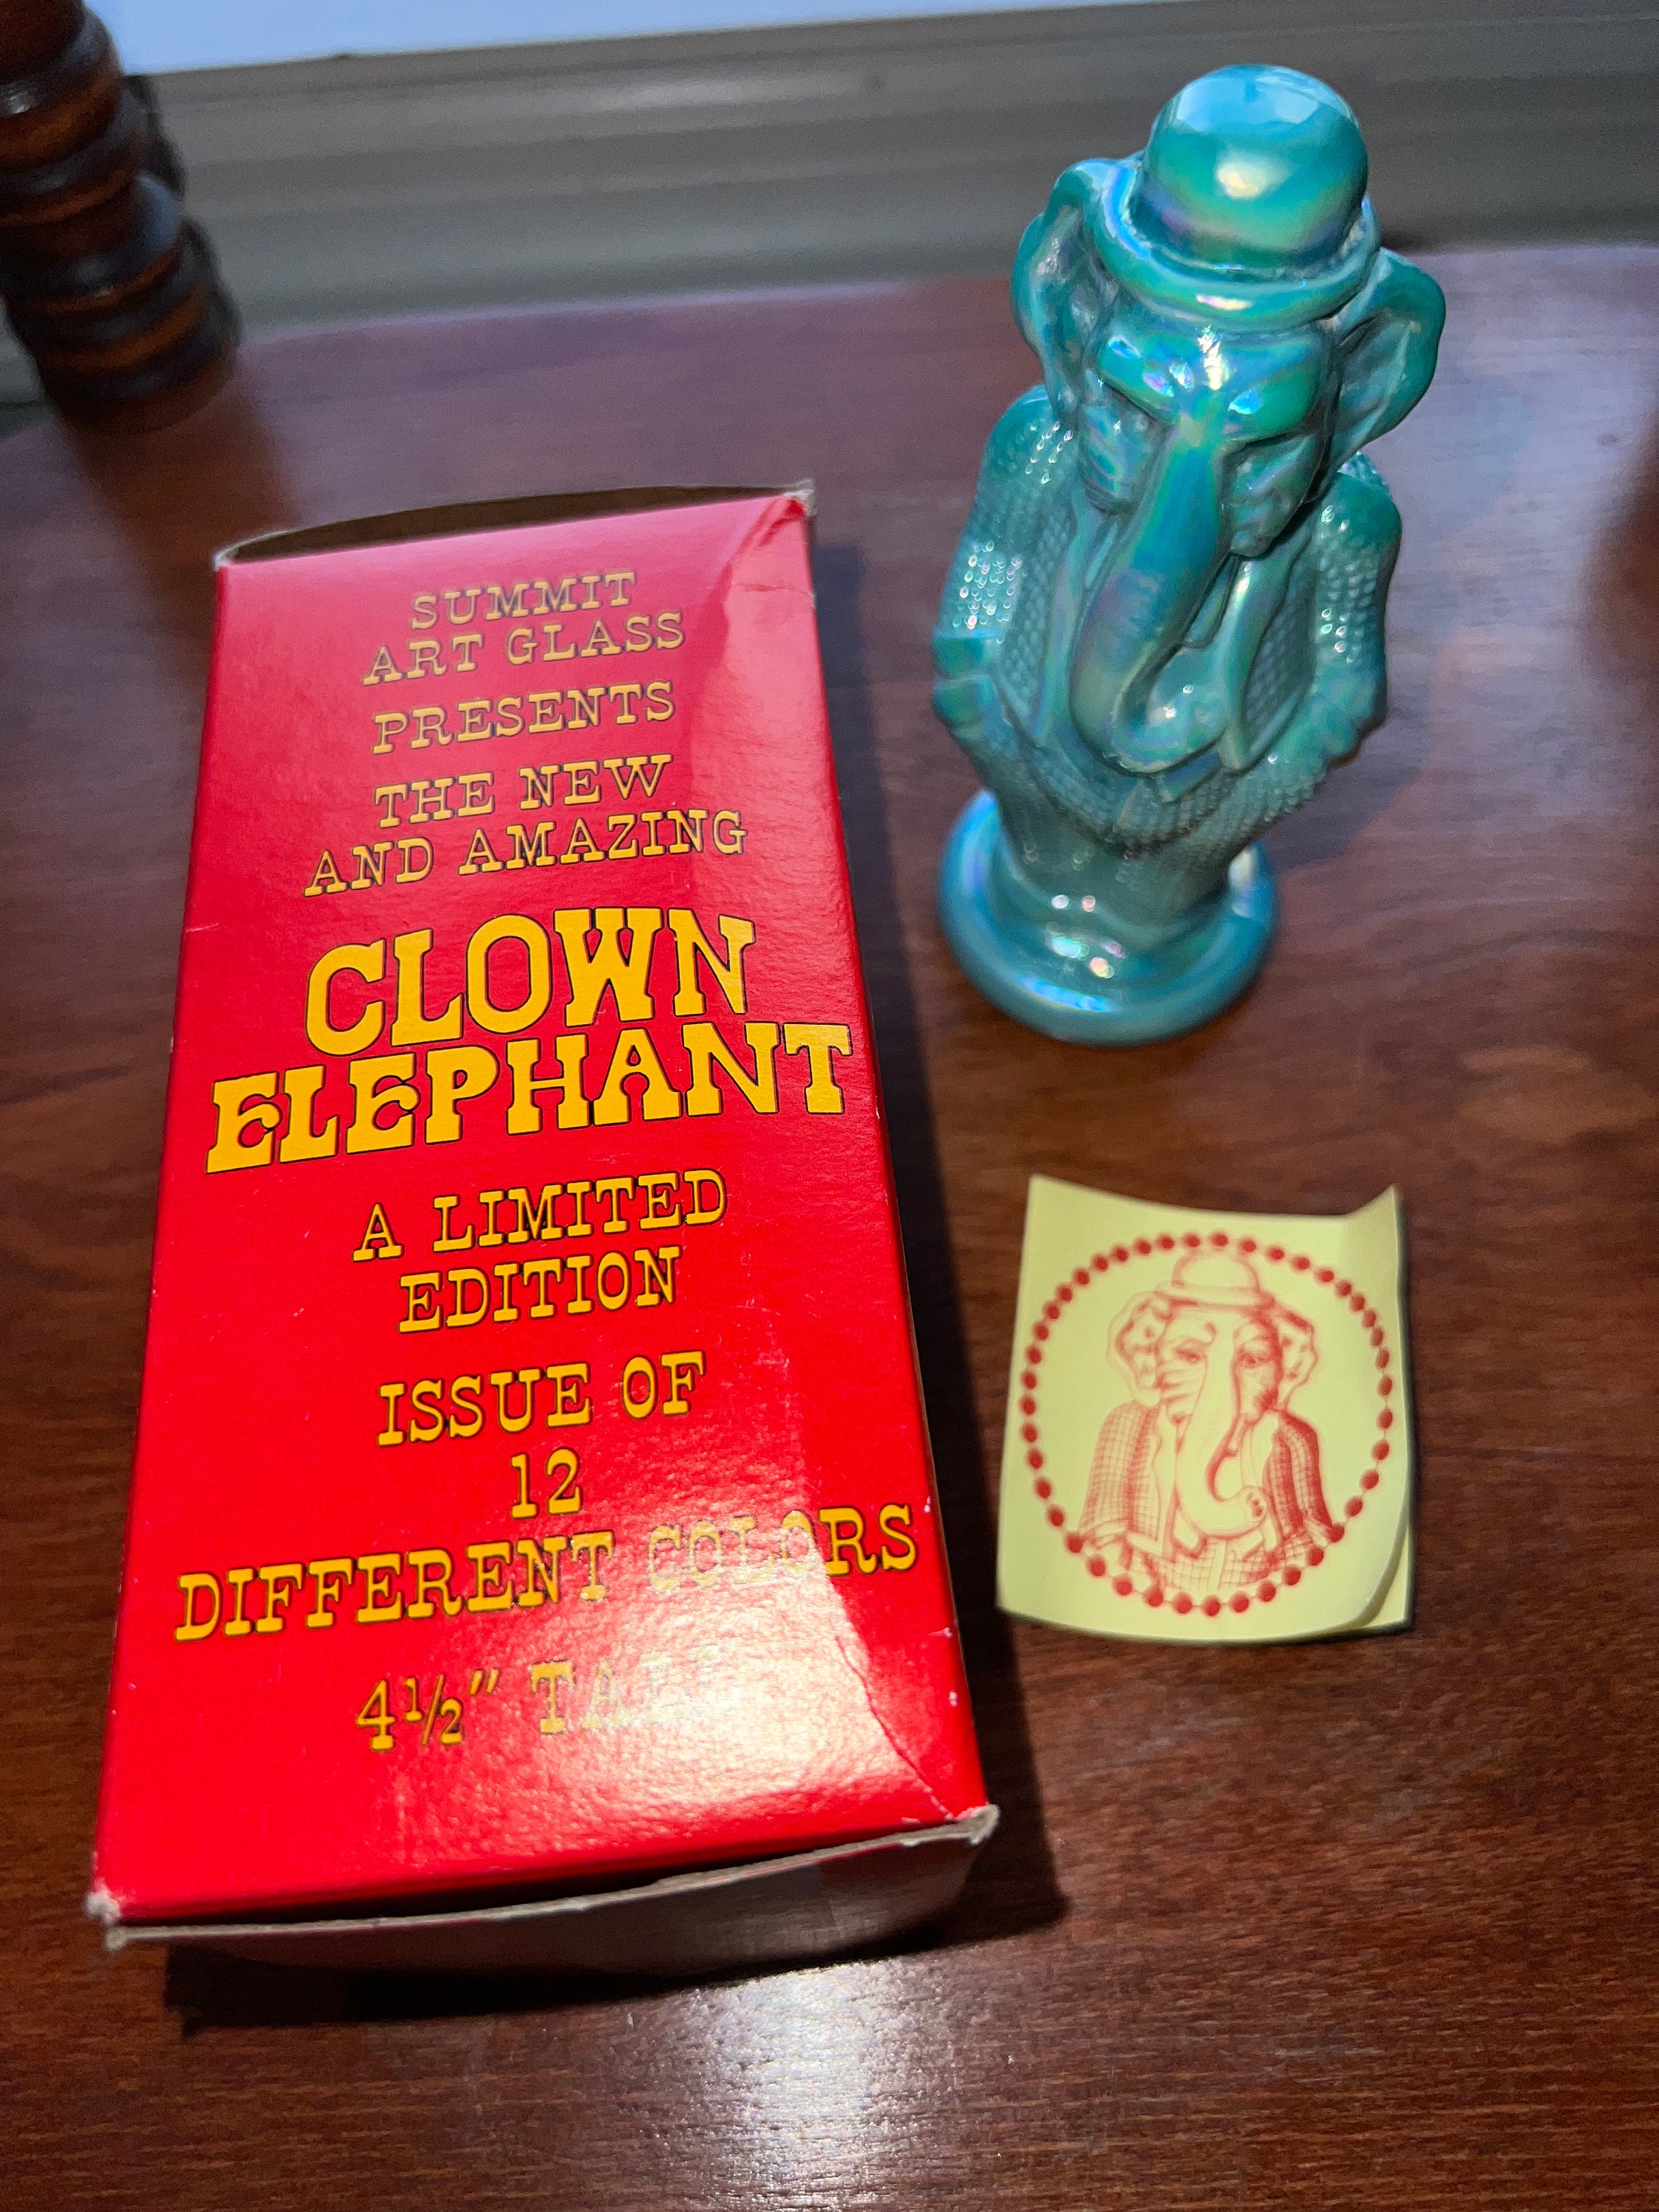 SUMMIT
ART GLASS
PRESENTS
THE NEW
AND AMAZING
CLOWN
ELEPHANT
A LIMITED
EDITION
ISSUE OF
12
DIFFERENT COLORS
4½" TALL